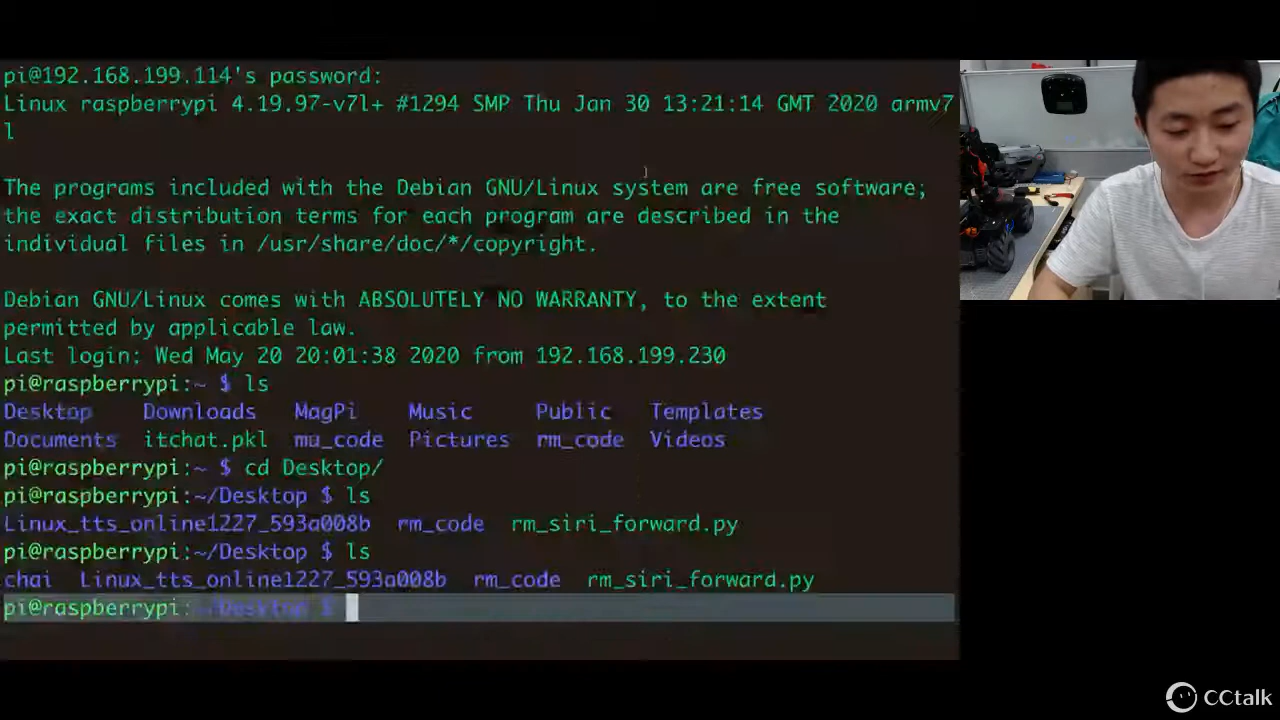 pi@192.168.199.114's password:
Linux raspberrypi 4.19.97-v7l+ #1294 SMP Thu Jan 30 13:21:14 GMT 2020 armv7
l
The programs included with the Debian GNU/Linux system are free software;
the exact distribution terms for each program are described in the
individual files in /usr/share/doc/*/copyright.
Debian GNU/Linux comes with ABSOLUTELY NO WARRANTY, to the extent
permitted by applicable law.
Last login: Wed May 20 20:01:38 2020 from 192.168.199.230
pi@raspberrypi:~ $ ls
Desktop Downloads MagPi Music Public Templates
Documents itchat.pkl mu_code Pictures rm_code Videos
pi@raspberrypi:~ $ cd Desktop/
pi@raspberrypi:~/Desktop $ ls
Linux_tts_online1227_593a008b rm_code rm_siri_forward.py
pi@raspberrypi:~/Desktop $ ls
chai Linux_tts_online1227_593a008b rm_code rm_siri_forward.py
pi@raspberrypi:~/Desktop $
CCtalk